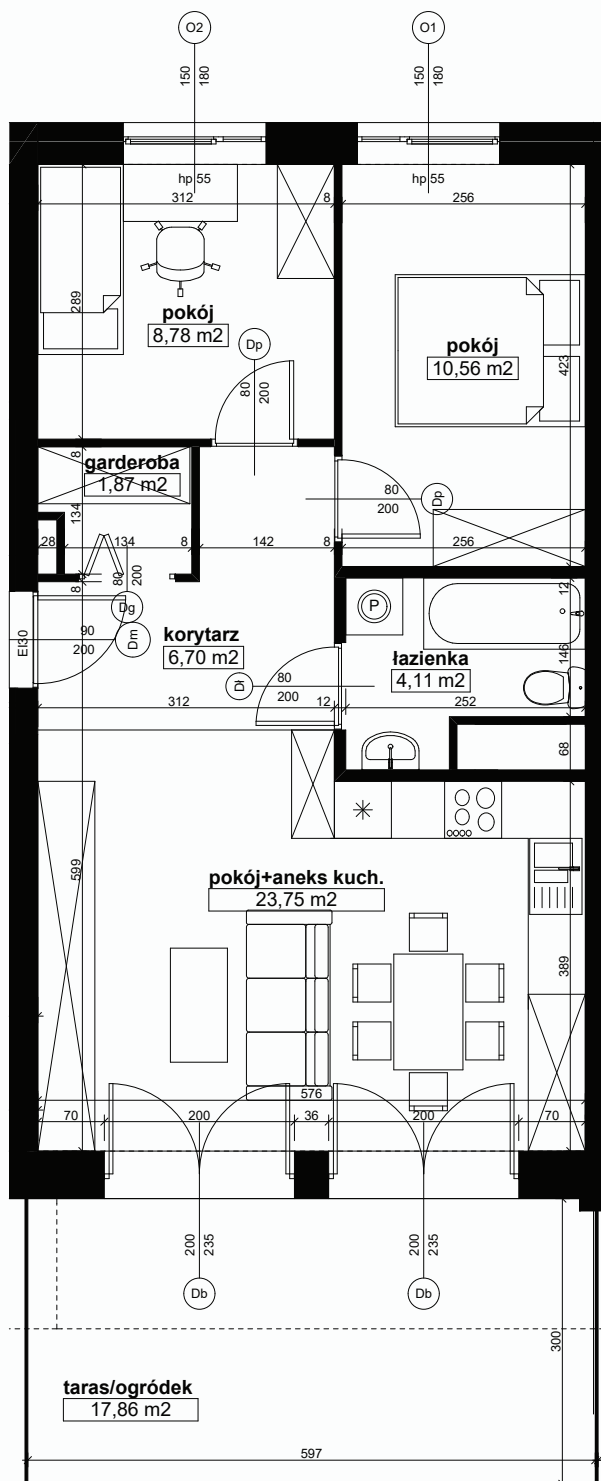 O2
O1
150
180
150
180
hp 55
hp 55
312
8
256
289
pokój
8,78 m2
pokój
10,56 m2
423
Dp
80
200
8
garderoba
1,87 m2
134
80
200
Dp
28
134
8
142
8
256
8
80
200
Dg
12
EI30
90
200
Dm
korytarz
6,70 m2
P
łazienka
4,11 m2
146
Dł
80
200
312
12
252
68
599
pokój+aneks kuch.
23,75 m2
389
576
70
200
36
200
70
200
235
200
235
Db
Db
300
taras/ogródek
17,86 m2
597